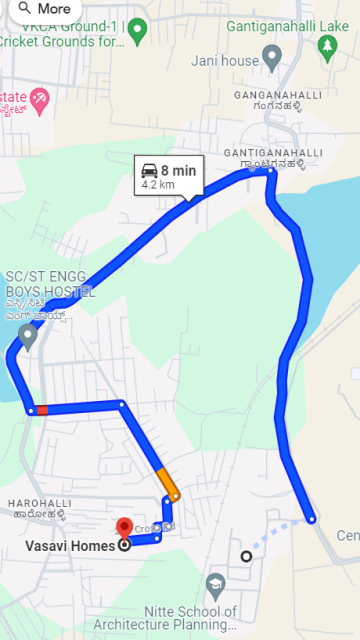 More
VKCA Ground-1 |
Cricket Grounds for...
Gantiganahalli Lake
Jani house
GANGANAHALLI
ಗಂಗನಹಳ್ಳಿ
state
ಸ್ಟೇಟ್
GANTIGANAHALLI
ಗ್ಯಾಂಟಿಗನಹಳ್ಳಿ
8 min
4.2 km
SC/ST ENGG
BOYS HOSTEL
ಎಸ್ಸಿ/ಸಿಟಿ
ಎಂಗ್ ಬಾಯ್ಸ್...
HAROHALLI
ಹಾರೋಹಳ್ಳಿ
Cross
Vasavi Homes
Cen
Nitte School of
Architecture Planning...